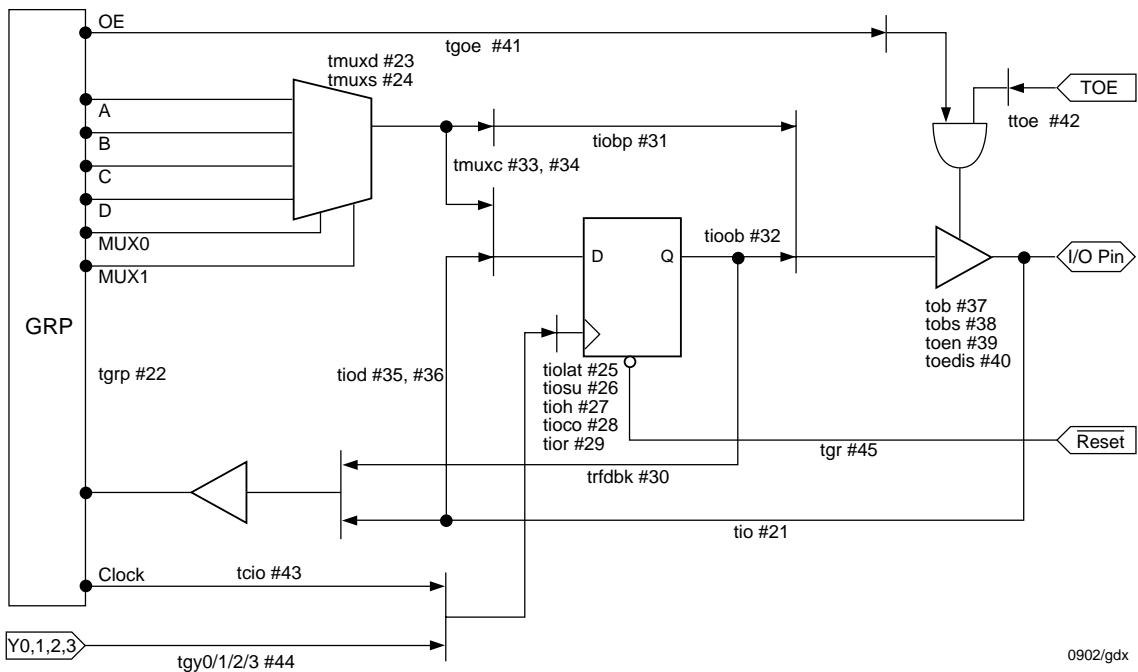 OE
tgoe #41
tmuxd #23
tmuxs #24
TOE
ttoe #42
A
B
C
D
MUX0
MUX1
tiobp #31
tmuxc #33, #34
GRP
D
Q
tioob #32
I/O Pin
tob #37
tobs #38
toen #39
toedis #40
tgrp #22
tiod #35, #36
tiolat #25
tiosu #26
tioh #27
tioco #28
tior #29
Reset
tgr #45
trfdbk #30
tio #21
Clock
tcio #43
Y0,1,2,3
tgy0/1/2/3 #44
0902/gdx